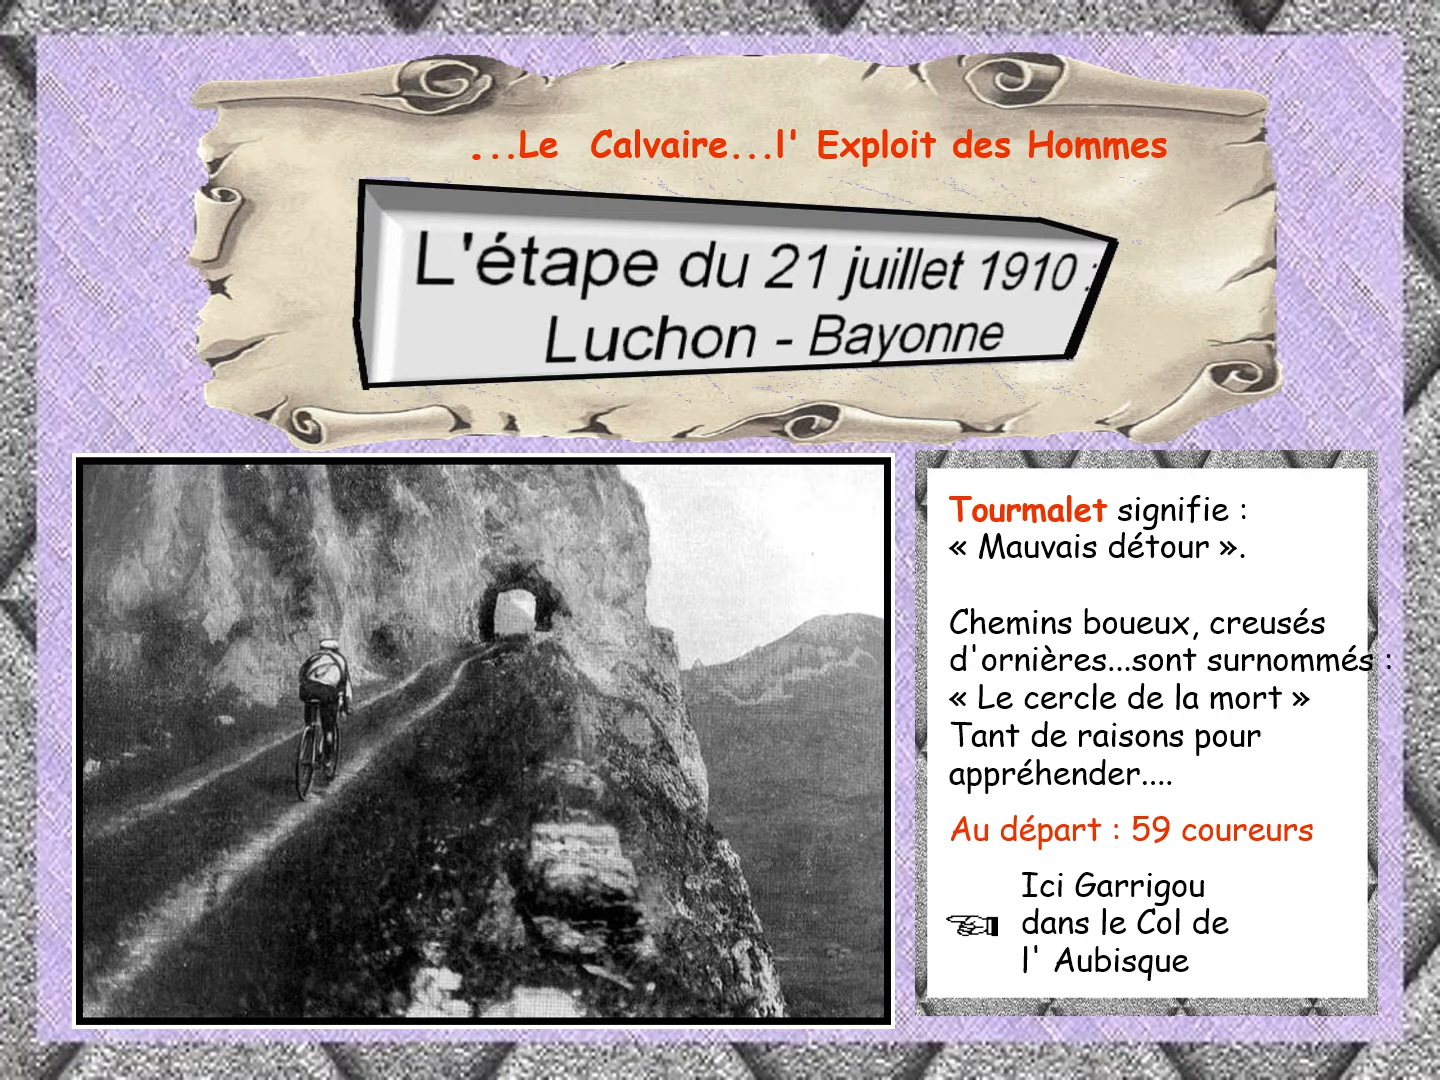 ...Le Calvaire...l' Exploit des Hommes
L'étape du 21 juillet 1910 :
Luchon - Bayonne
Tourmalet signifie :
« Mauvais détour ».
Chemins boueux, creusés
d'ornières...sont surnommés :
« Le cercle de la mort »
Tant de raisons pour
appréhender....
Au départ : 59 coureurs
Ici Garrigou
dans le Col de
l' Aubisque